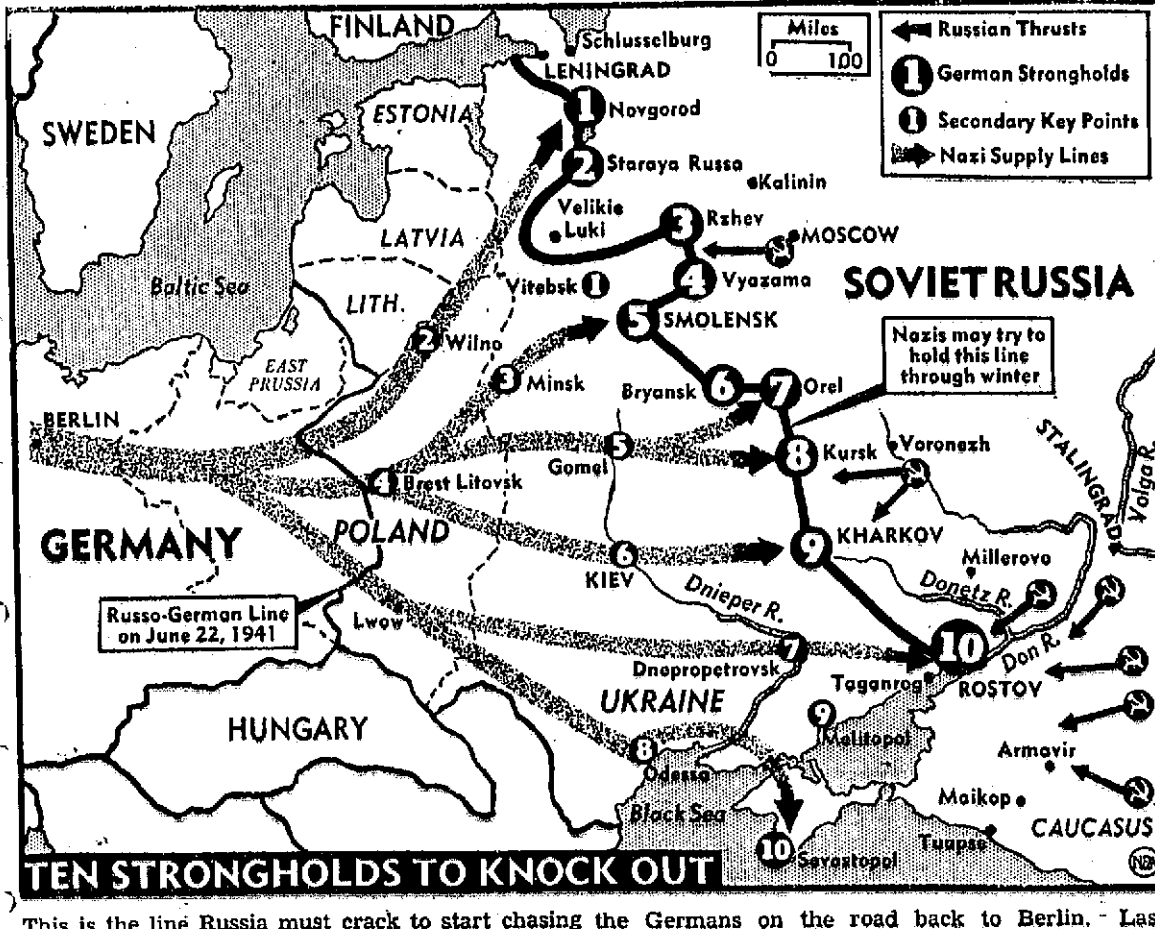 FINLAND
Schlusselburg
LENINGRAD
Miles
0 100
Russian Thrusts
1 German Strongholds
1 Secondary Key Points
Nazi Supply Lines
SWEDEN
ESTONIA
1 Novgorod
2 Staraya Russa
Kalinin
Velikie
Luki
3 Rzhev
MOSCOW
LATVIA
Baltic Sea
Vitebsk 1
4 Vyazama
SOVIET RUSSIA
LITH.
5 SMOLENSK
2 Wilno
Nazis may try to
hold this line
through winter
EAST
PRUSSIA
3 Minsk
Bryansk 6
7 Orel
BERLIN
5
Gomel
8 Kursk
Voronezh
STALINGRAD
Volga R.
4 Brest Litovsk
GERMANY
POLAND
6
KIEV
9 KHARKOV
Millerovo
Donetz R.
Dnieper R.
Russo-German Line
on June 22, 1941
Lwow
10
Don R.
7
Dnepropetrovsk
Taganrog
ROSTOV
UKRAINE
HUNGARY
9
Melitopol
8
Odessa
Armavir
Black Sea
Maikop
Tuapse
CAUCASUS
10 Sevastopol
TEN STRONGHOLDS TO KNOCK OUT
This is the line Russia must crack to start chasing the Germans on the road back to Berlin. - Las